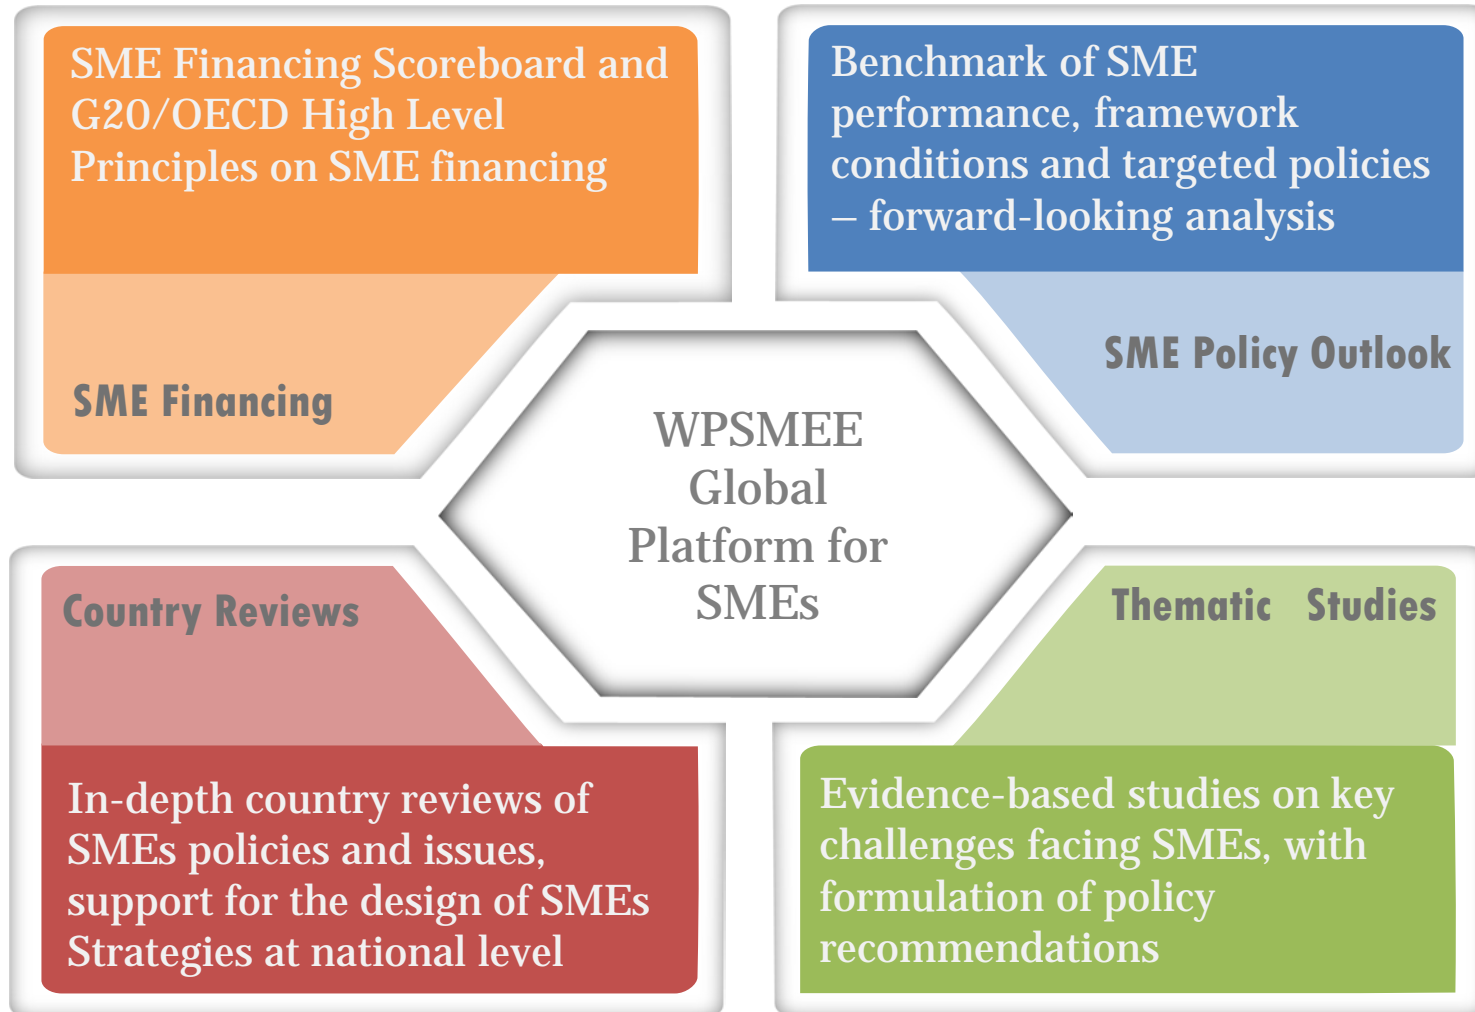 SME Financing Scoreboard and
G20/OECD High Level
Principles on SME financing
SME Financing
Benchmark of SME
performance, framework
conditions and targeted policies
– forward-looking analysis
SME Policy Outlook
WPSMEE
Global
Platform for
SMEs
Country Reviews
In-depth country reviews of
SMEs policies and issues,
support for the design of SMEs
Strategies at national level
Thematic Studies
Evidence-based studies on key
challenges facing SMEs, with
formulation of policy
recommendations